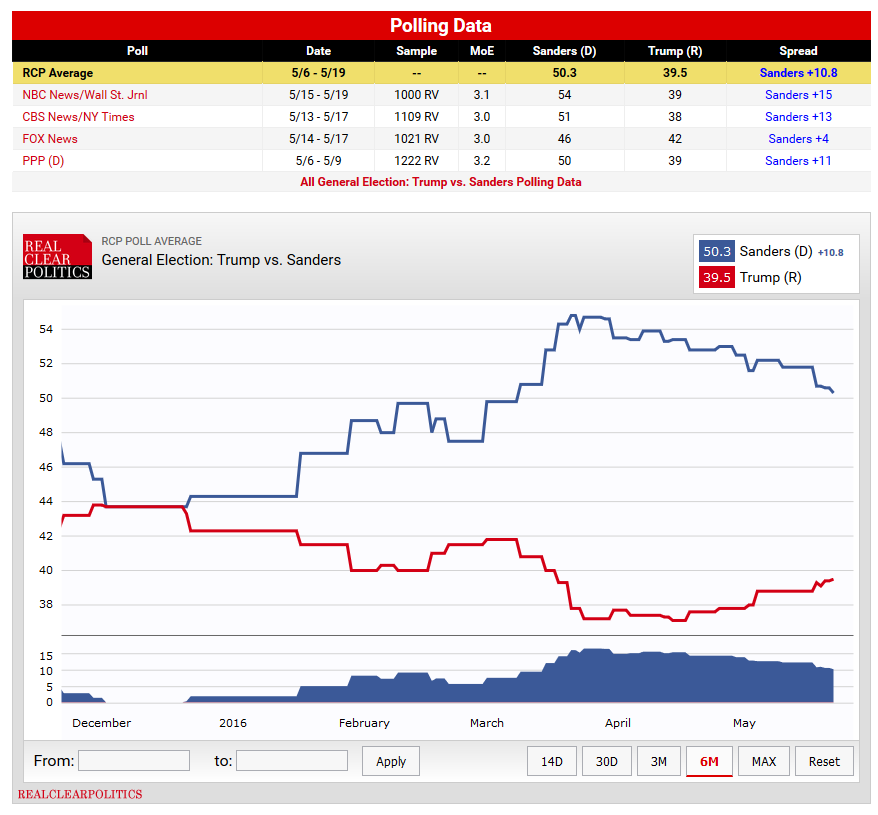 Polling Data
Poll Date Sample MoE Sanders (D) Trump (R) Spread
RCP Average 5/6 - 5/19 -- -- 50.3 39.5 Sanders +10.8
NBC News/Wall St. Jrnl 5/15 - 5/19 1000 RV 3.1 54 39 Sanders +15
CBS News/NY Times 5/13 - 5/17 1109 RV 3.0 51 38 Sanders +13
FOX News 5/14 - 5/17 1021 RV 3.0 46 42 Sanders +4
PPP (D) 5/6 - 5/9 1222 RV 3.2 50 39 Sanders +11
All General Election: Trump vs. Sanders Polling Data
REAL
CLEAR
POLITICS
RCP POLL AVERAGE
General Election: Trump vs. Sanders
50.3 Sanders (D) +10.8
39.5 Trump (R)
54
52
50
48
46
44
42
40
38
15
10
5
0
December 2016 February March April May
From: to: Apply 14D 30D 3M 6M MAX Reset
REALCLEARPOLITICS